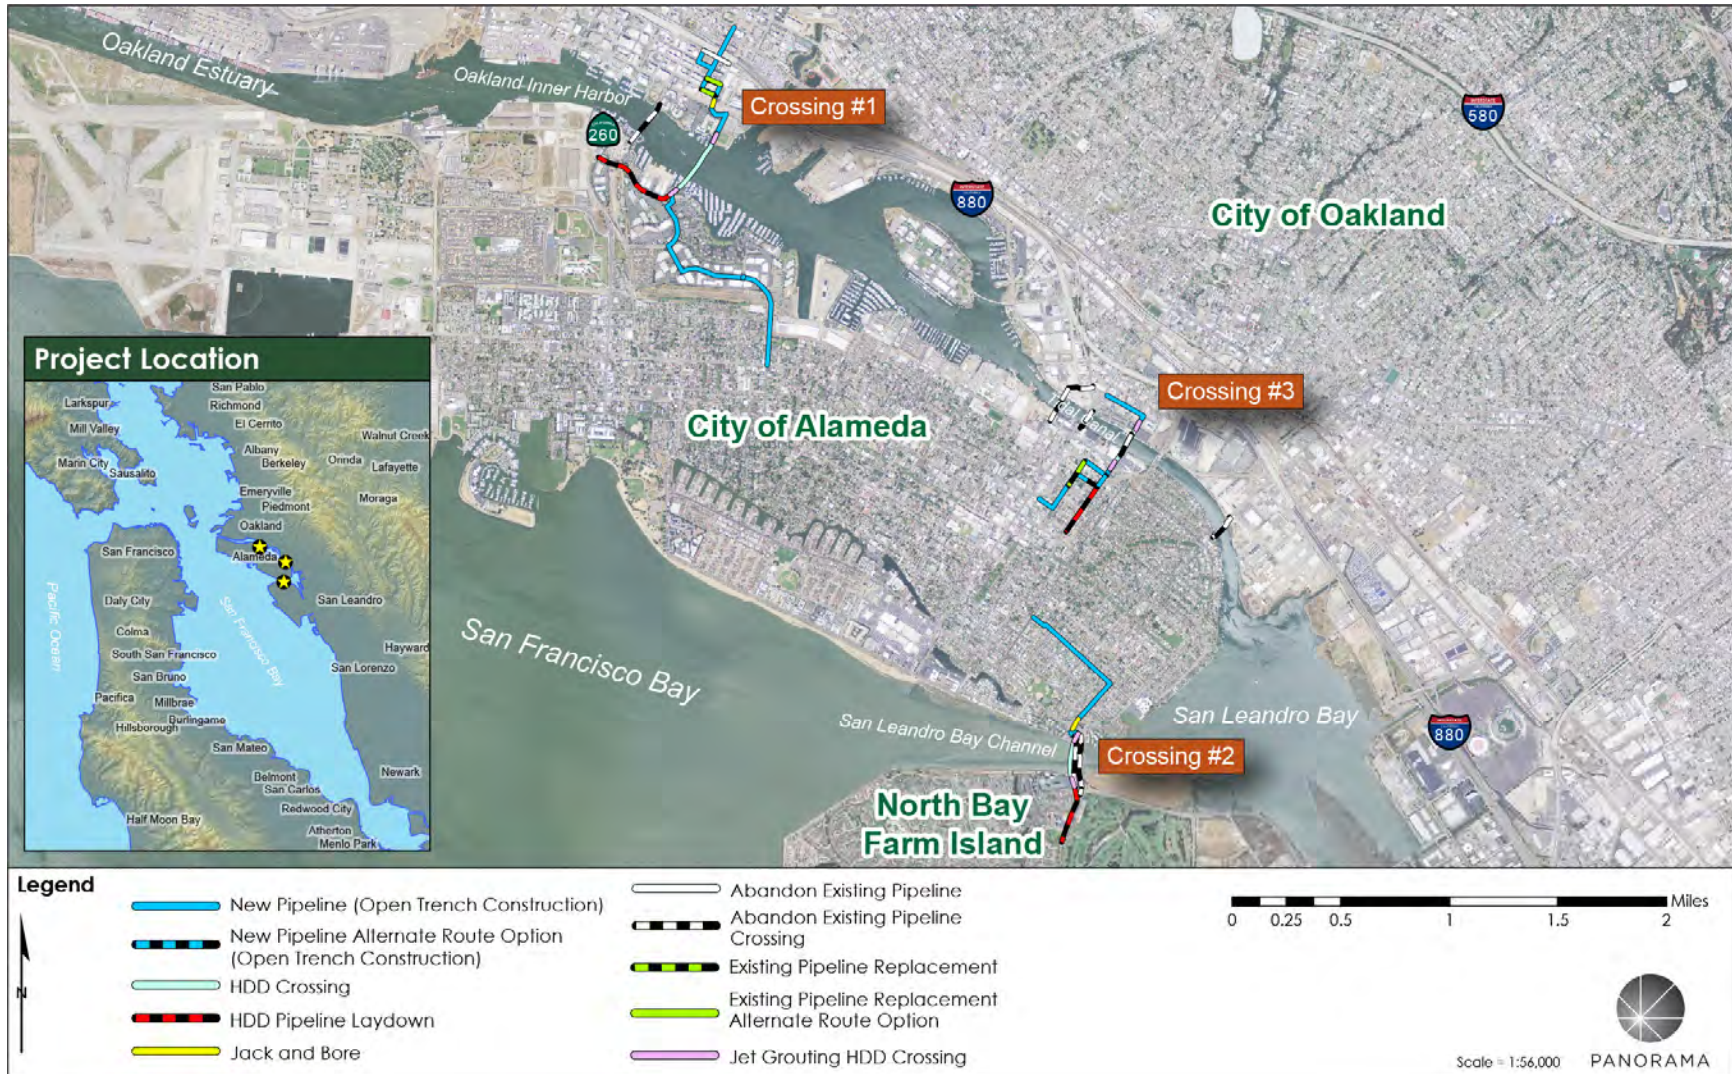 Oakland Estuary
Oakland Inner Harbor
CALIFORNIA
260
Crossing #1
INTERSTATE
580
INTERSTATE
880
City of Oakland
Project Location
San Pablo
Larkspur
Richmond
Mill Valley
El Cerrito
Walnut Creek
Albany
Marin City
Berkeley
Orinda
Lafayette
Sausalito
Emeryville
Moraga
Piedmont
Oakland
San Francisco
Alameda
Daly City
San Leandro
Pacific Ocean
San Francisco Bay
Colma
Hayward
South San Francisco
San Lorenzo
San Bruno
Pacifica
Millbrae
Burlingame
Hillsborough
San Mateo
Newark
Belmont
San Carlos
Redwood City
Half Moon Bay
Atherton
Menlo Park
City of Alameda
Crossing #3
Tidal Canal
San Francisco Bay
San Leandro Bay Channel
San Leandro Bay
Crossing #2
INTERSTATE
880
North Bay
Farm Island
Legend
N
New Pipeline (Open Trench Construction)
New Pipeline Alternate Route Option
(Open Trench Construction)
HDD Crossing
HDD Pipeline Laydown
Jack and Bore
Abandon Existing Pipeline
Abandon Existing Pipeline
Crossing
Existing Pipeline Replacement
Existing Pipeline Replacement
Alternate Route Option
Jet Grouting HDD Crossing
Miles
0 0.25 0.5 1 1.5 2
Scale = 1:56,000
PANORAMA